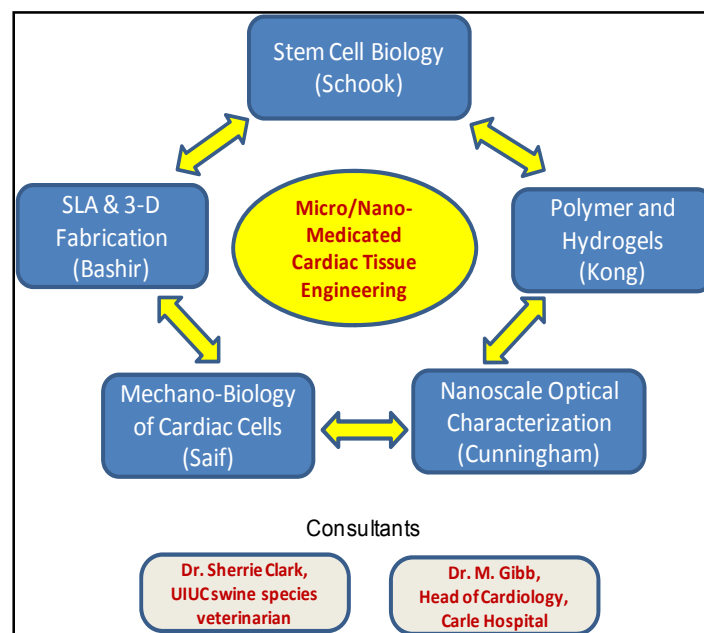 Stem Cell Biology
(Schook)
SLA & 3-D
Fabrication
(Bashir)
Micro/Nano-
Medicated
Cardiac Tissue
Engineering
Polymer and
Hydrogels
(Kong)
Mechano-Biology
of Cardiac Cells
(Saif)
Nanoscale Optical
Characterization
(Cunningham)
Consultants
Dr. Sherrie Clark,
UIUC swine species
veterinarian
Dr. M. Gibb,
Head of Cardiology,
Carle Hospital